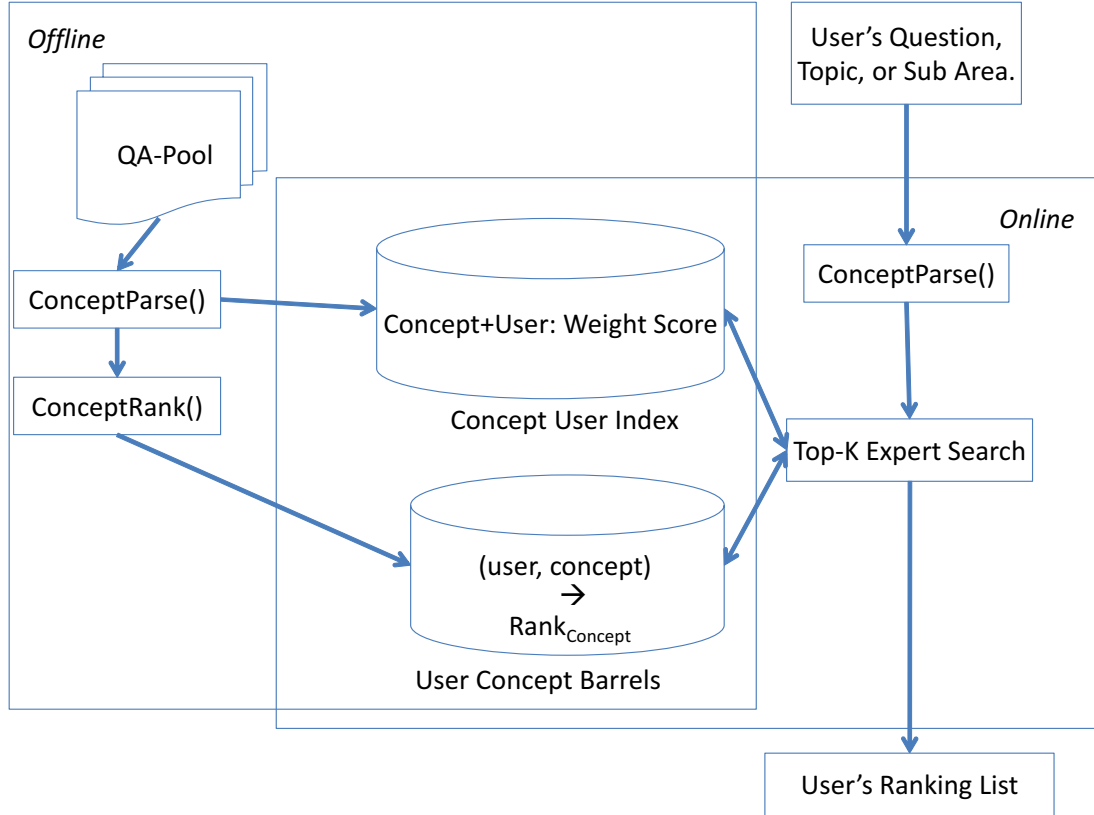 Offline
QA-Pool
ConceptParse()
ConceptRank()
Concept+User: Weight Score
Concept User Index
(user, concept)
→
Rank_Concept
User Concept Barrels
User’s Question,
Topic, or Sub Area.
Online
ConceptParse()
Top-K Expert Search
User’s Ranking List